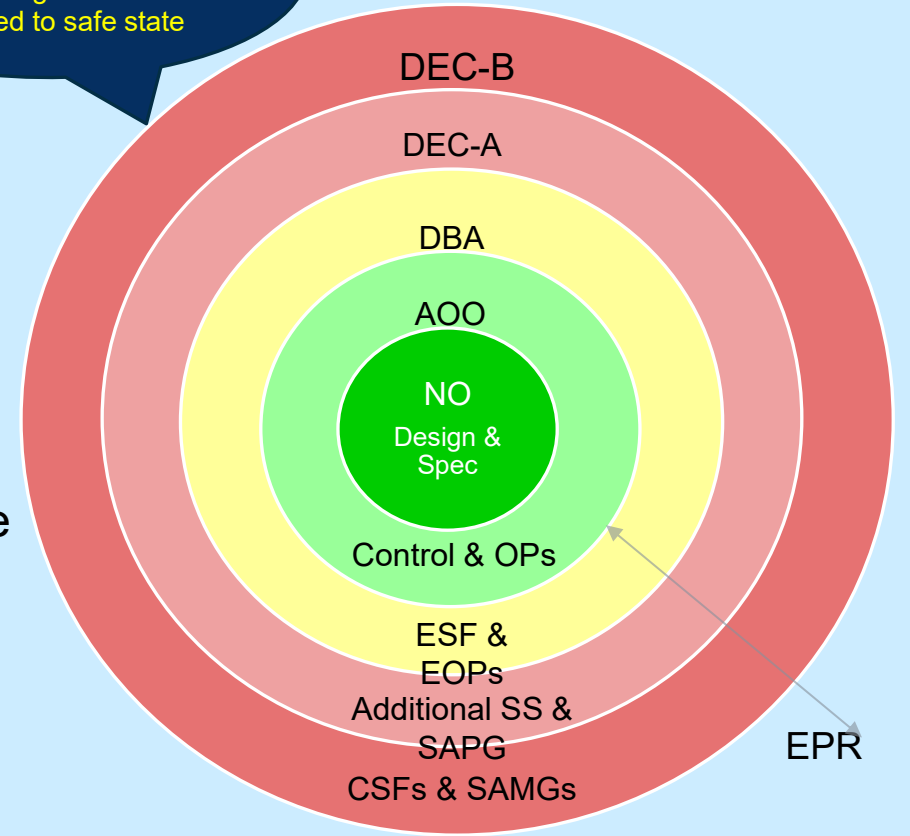 ed to safe state
DEC-B
DEC-A
DBA
AOO
NO
Design &
Spec
e
Control & OPs
ESF &
EOPs
Additional SS &
SAPG
EPR
CSFs & SAMGs